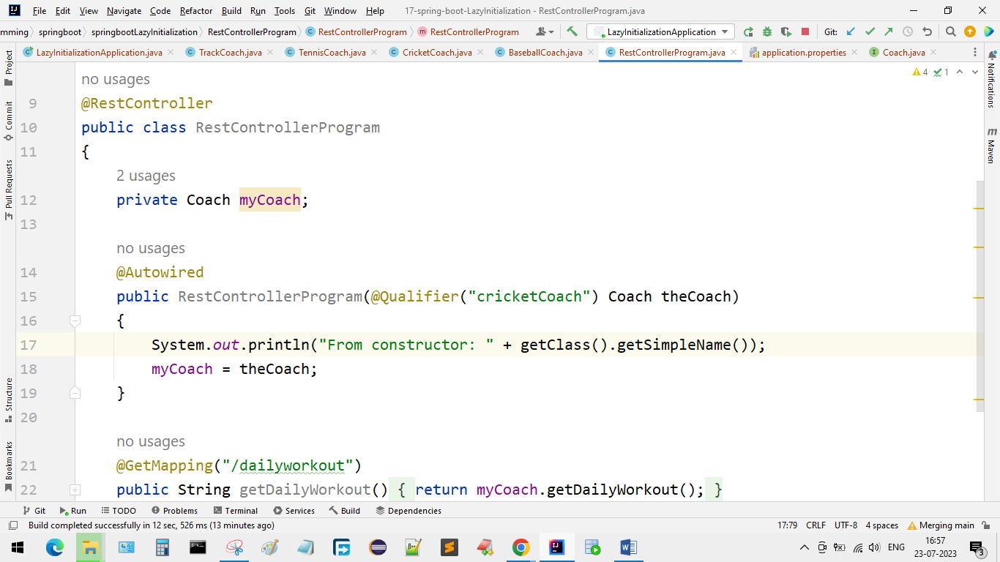 File Edit View Navigate Code Refactor Build Run Tools Git Window Help 17-spring-boot-LazyInitialization - RestControllerProgram.java
mming springboot springbootLazyInitialization RestControllerProgram RestControllerProgram RestControllerProgram LazyInitializationApplication Git:
LazyInitializationApplication.java TrackCoach.java TennisCoach.java CricketCoach.java BaseballCoach.java RestControllerProgram.java application.properties Coach.java
Project
Commit
Pull Requests
Structure
Bookmarks
Notifications
Maven
4 1
no usages
9 @RestController
10 public class RestControllerProgram
11 {
2 usages
12 private Coach myCoach;
13
no usages
14 @Autowired
15 public RestControllerProgram(@Qualifier("cricketCoach") Coach theCoach)
16 {
17 System.out.println("From constructor: " + getClass().getSimpleName());
18 myCoach = theCoach;
19 }
20
no usages
21 @GetMapping("/dailyworkout")
22 public String getDailyWorkout() { return myCoach.getDailyWorkout(); }
Git Run TODO Problems Terminal Services Build Dependencies
Build completed successfully in 12 sec, 526 ms (13 minutes ago) 17:79 CRLF UTF-8 4 spaces Merging main
ENG 16:57
23-07-2023 3